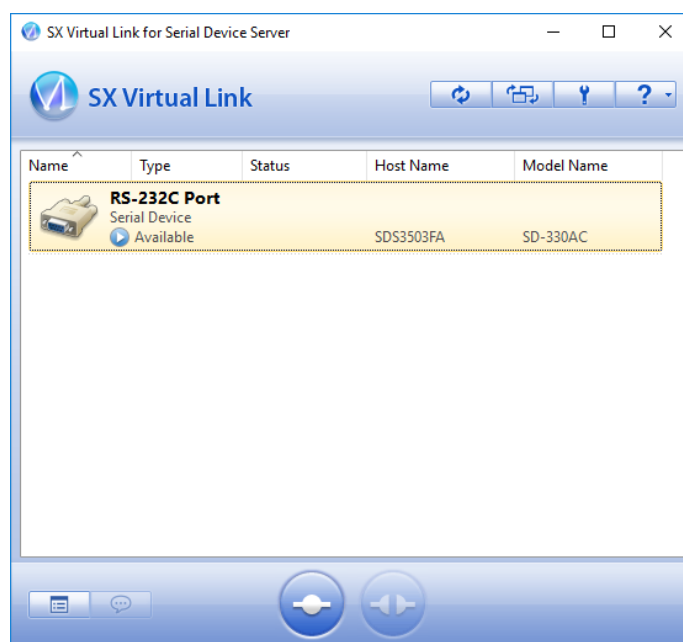 SX Virtual Link for Serial Device Server
SX Virtual Link
?
Name Type Status Host Name Model Name
RS-232C Port
Serial Device
Available SDS3503FA SD-330AC